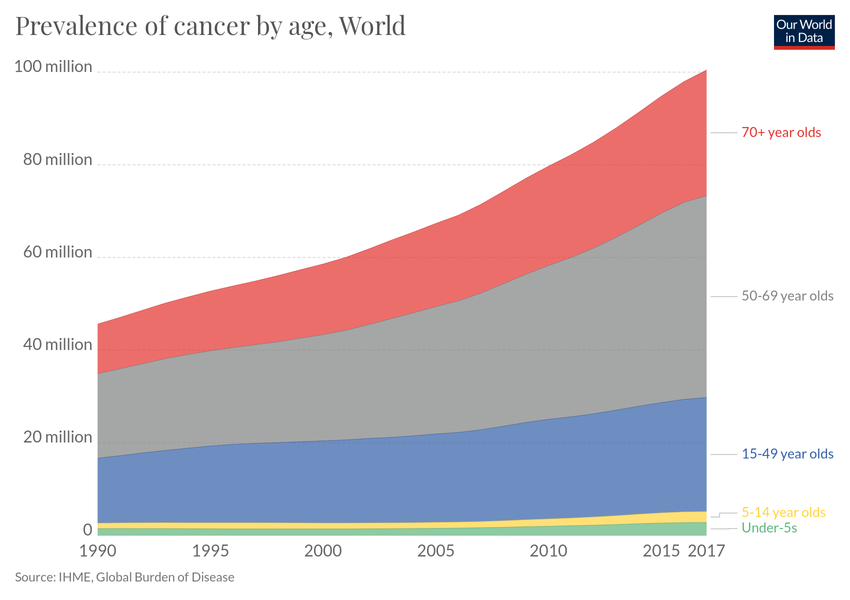 Prevalence of cancer by age, World
Our World
in Data
100 million
80 million
60 million
40 million
20 million
0
70+ year olds
50-69 year olds
15-49 year olds
5-14 year olds
Under-5s
1990 1995 2000 2005 2010 2015 2017
Source: IHME, Global Burden of Disease